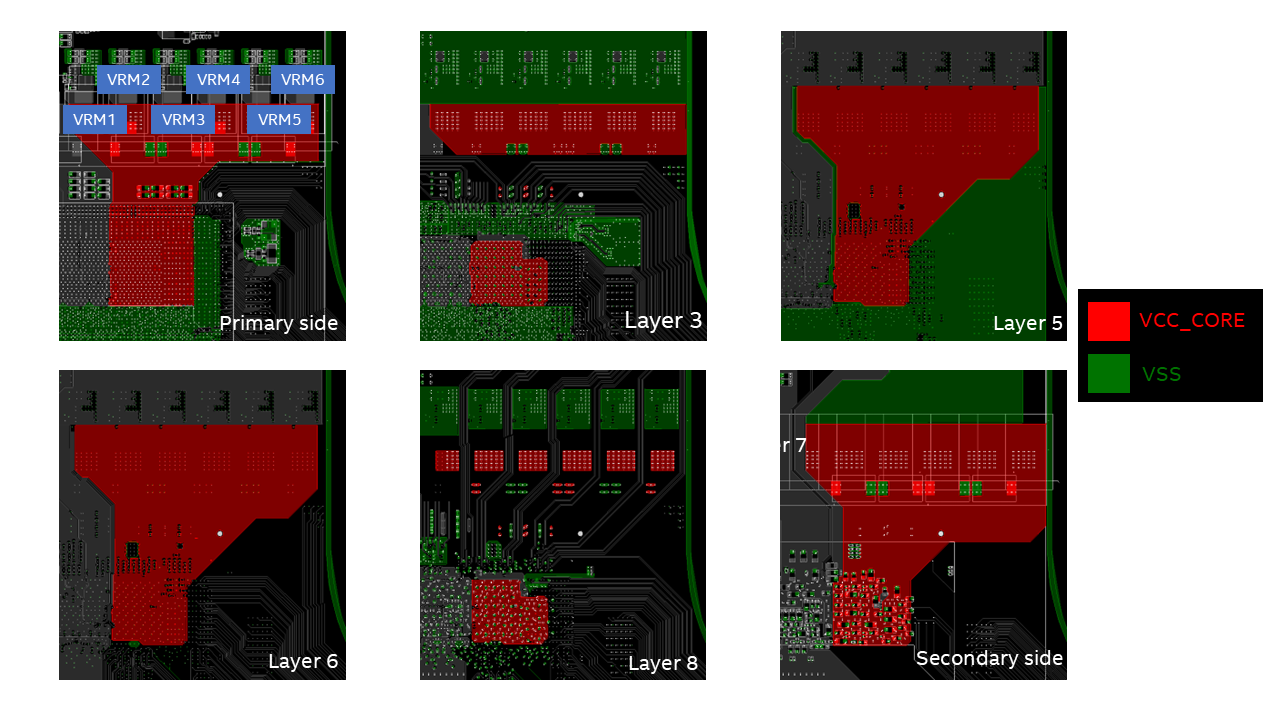 VRM2 VRM4 VRM6
VRM1 VRM3 VRM5
Primary side
Layer 3
Layer 5
VCC_CORE
VSS
Layer 6
Layer 8
er 7
Secondary side